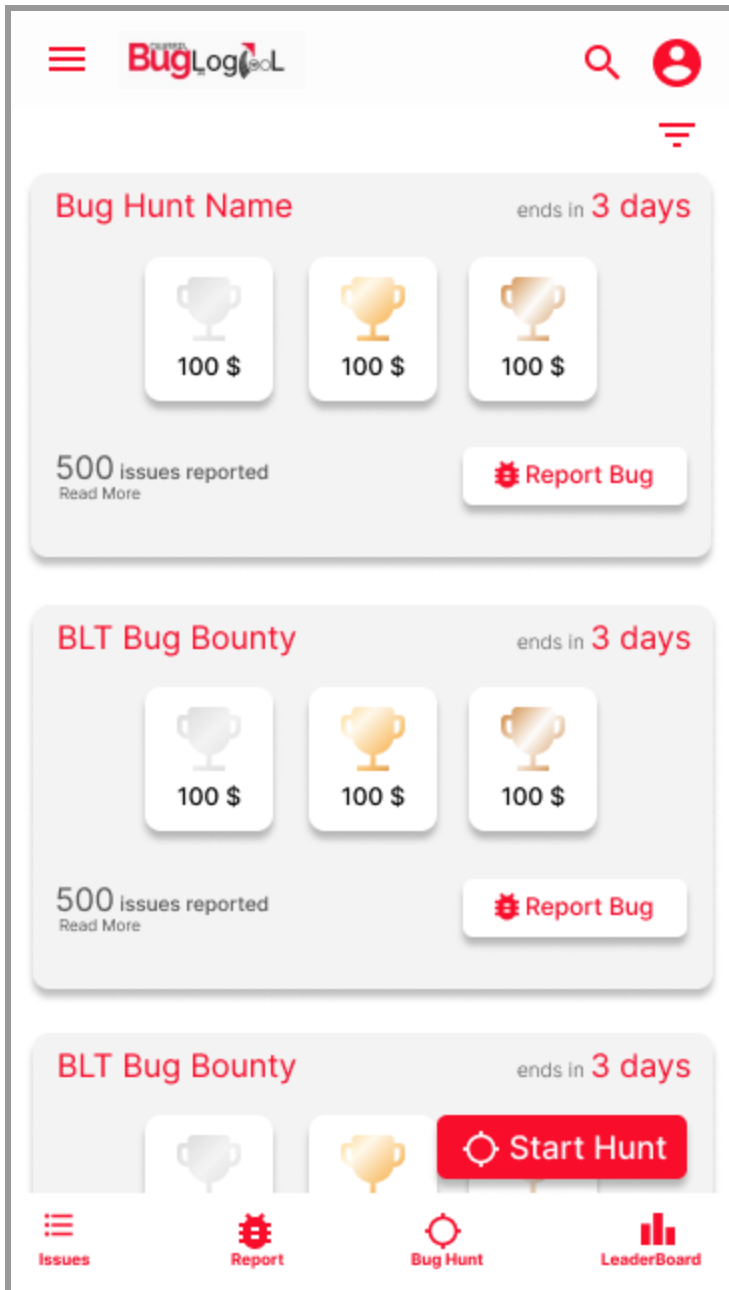 BugLog
Bug Hunt Name
ends in 3 days
100 $ 100 $ 100 $
500 issues reported
Read More
Report Bug
BLT Bug Bounty
ends in 3 days
100 $ 100 $ 100 $
500 issues reported
Read More
Report Bug
BLT Bug Bounty
ends in 3 days
Start Hunt
Issues Report Bug Hunt LeaderBoard